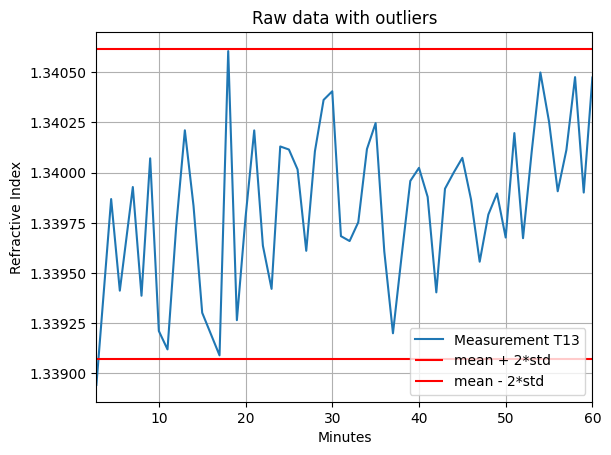 Raw data with outliers
Refractive Index
1.34050
1.34025
1.34000
1.33975
1.33950
1.33925
1.33900
Measurement T13
mean + 2*std
mean - 2*std
10 20 30 40 50 60
Minutes